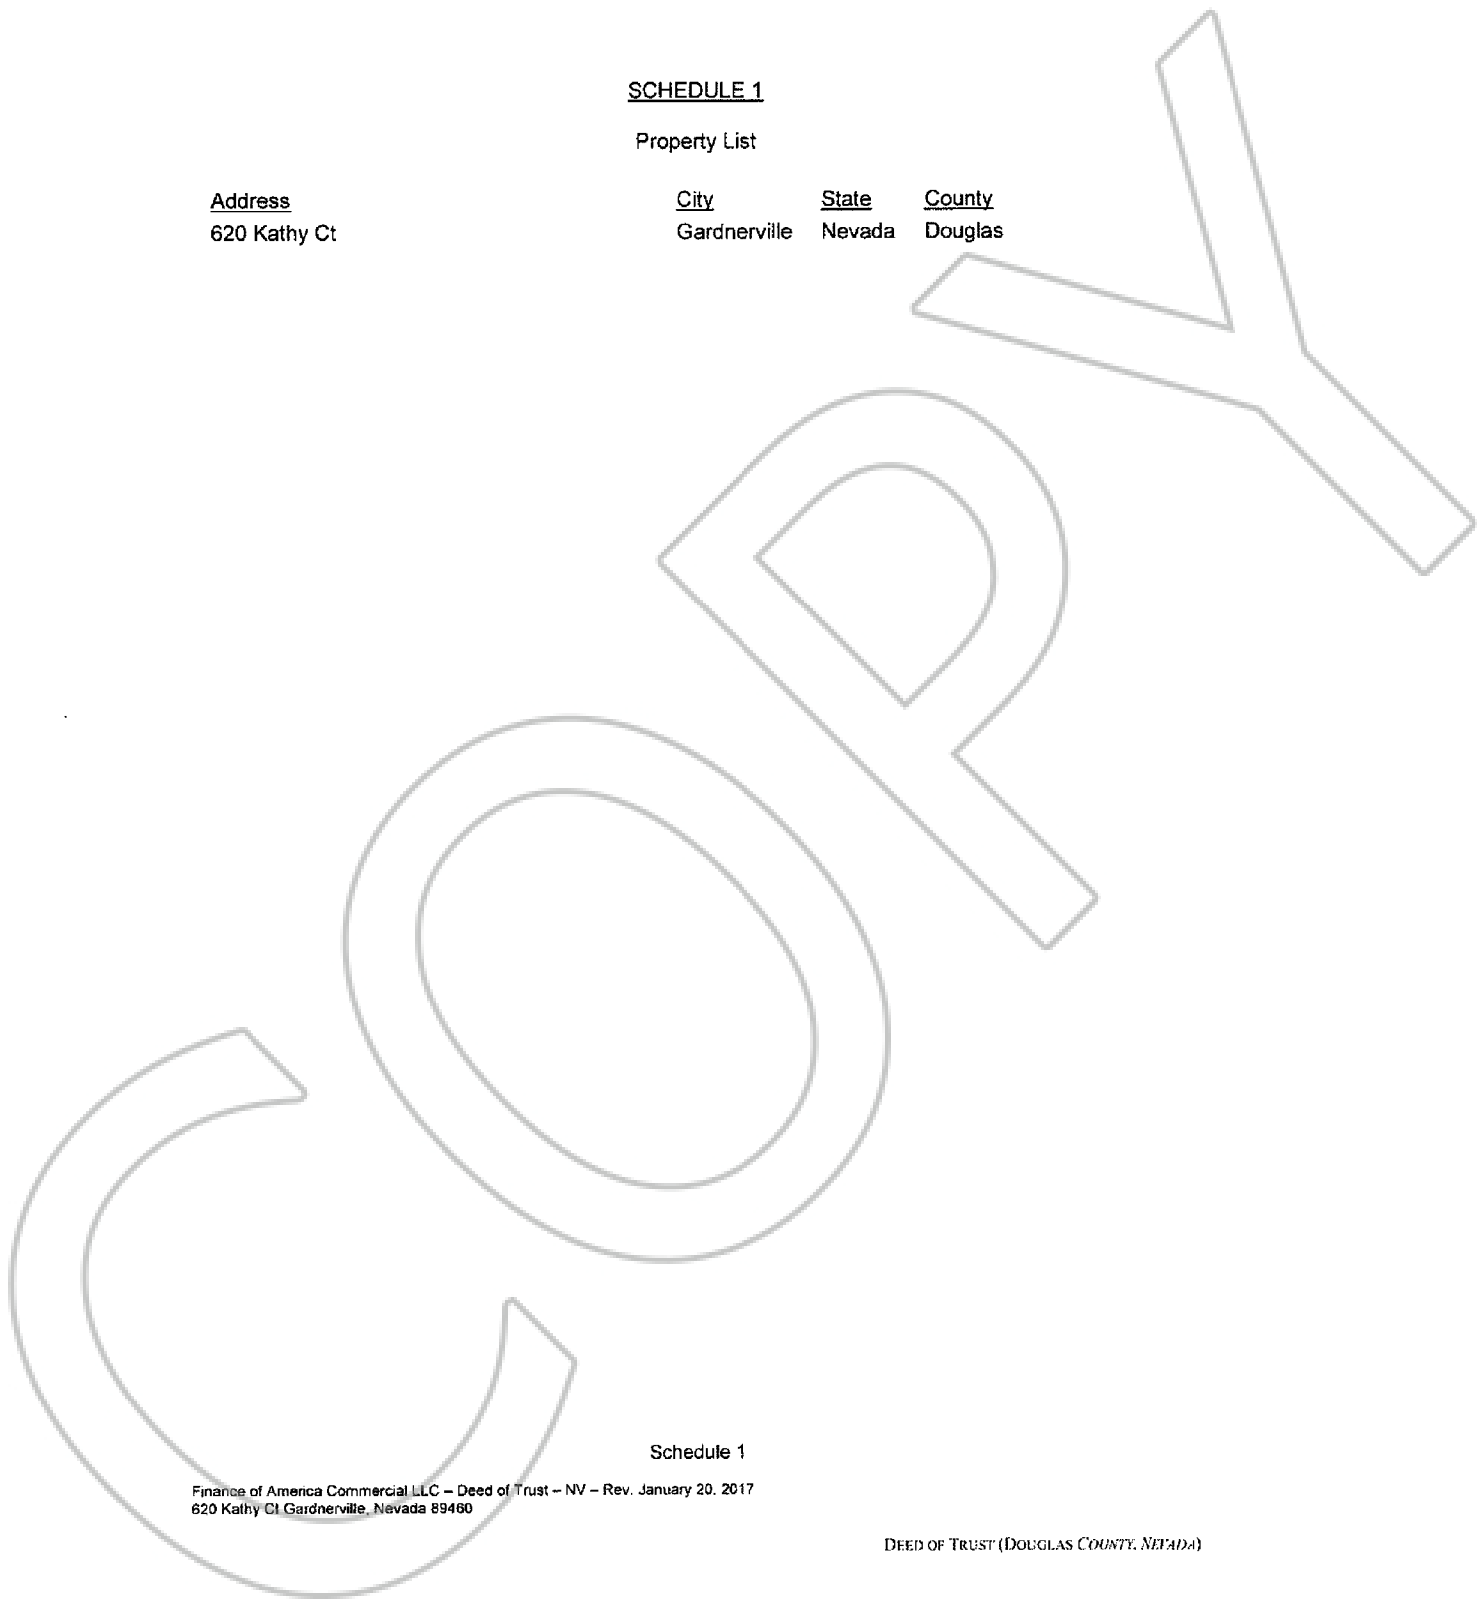 SCHEDULE 1
Property List
Address City State County
620 Kathy Ct Gardnerville Nevada Douglas
COPY
Schedule 1
Finance of America Commercial LLC – Deed of Trust – NV – Rev. January 20, 2017
620 Kathy Ct Gardnerville, Nevada 89460
DEED OF TRUST (DOUGLAS COUNTY, NEVADA)